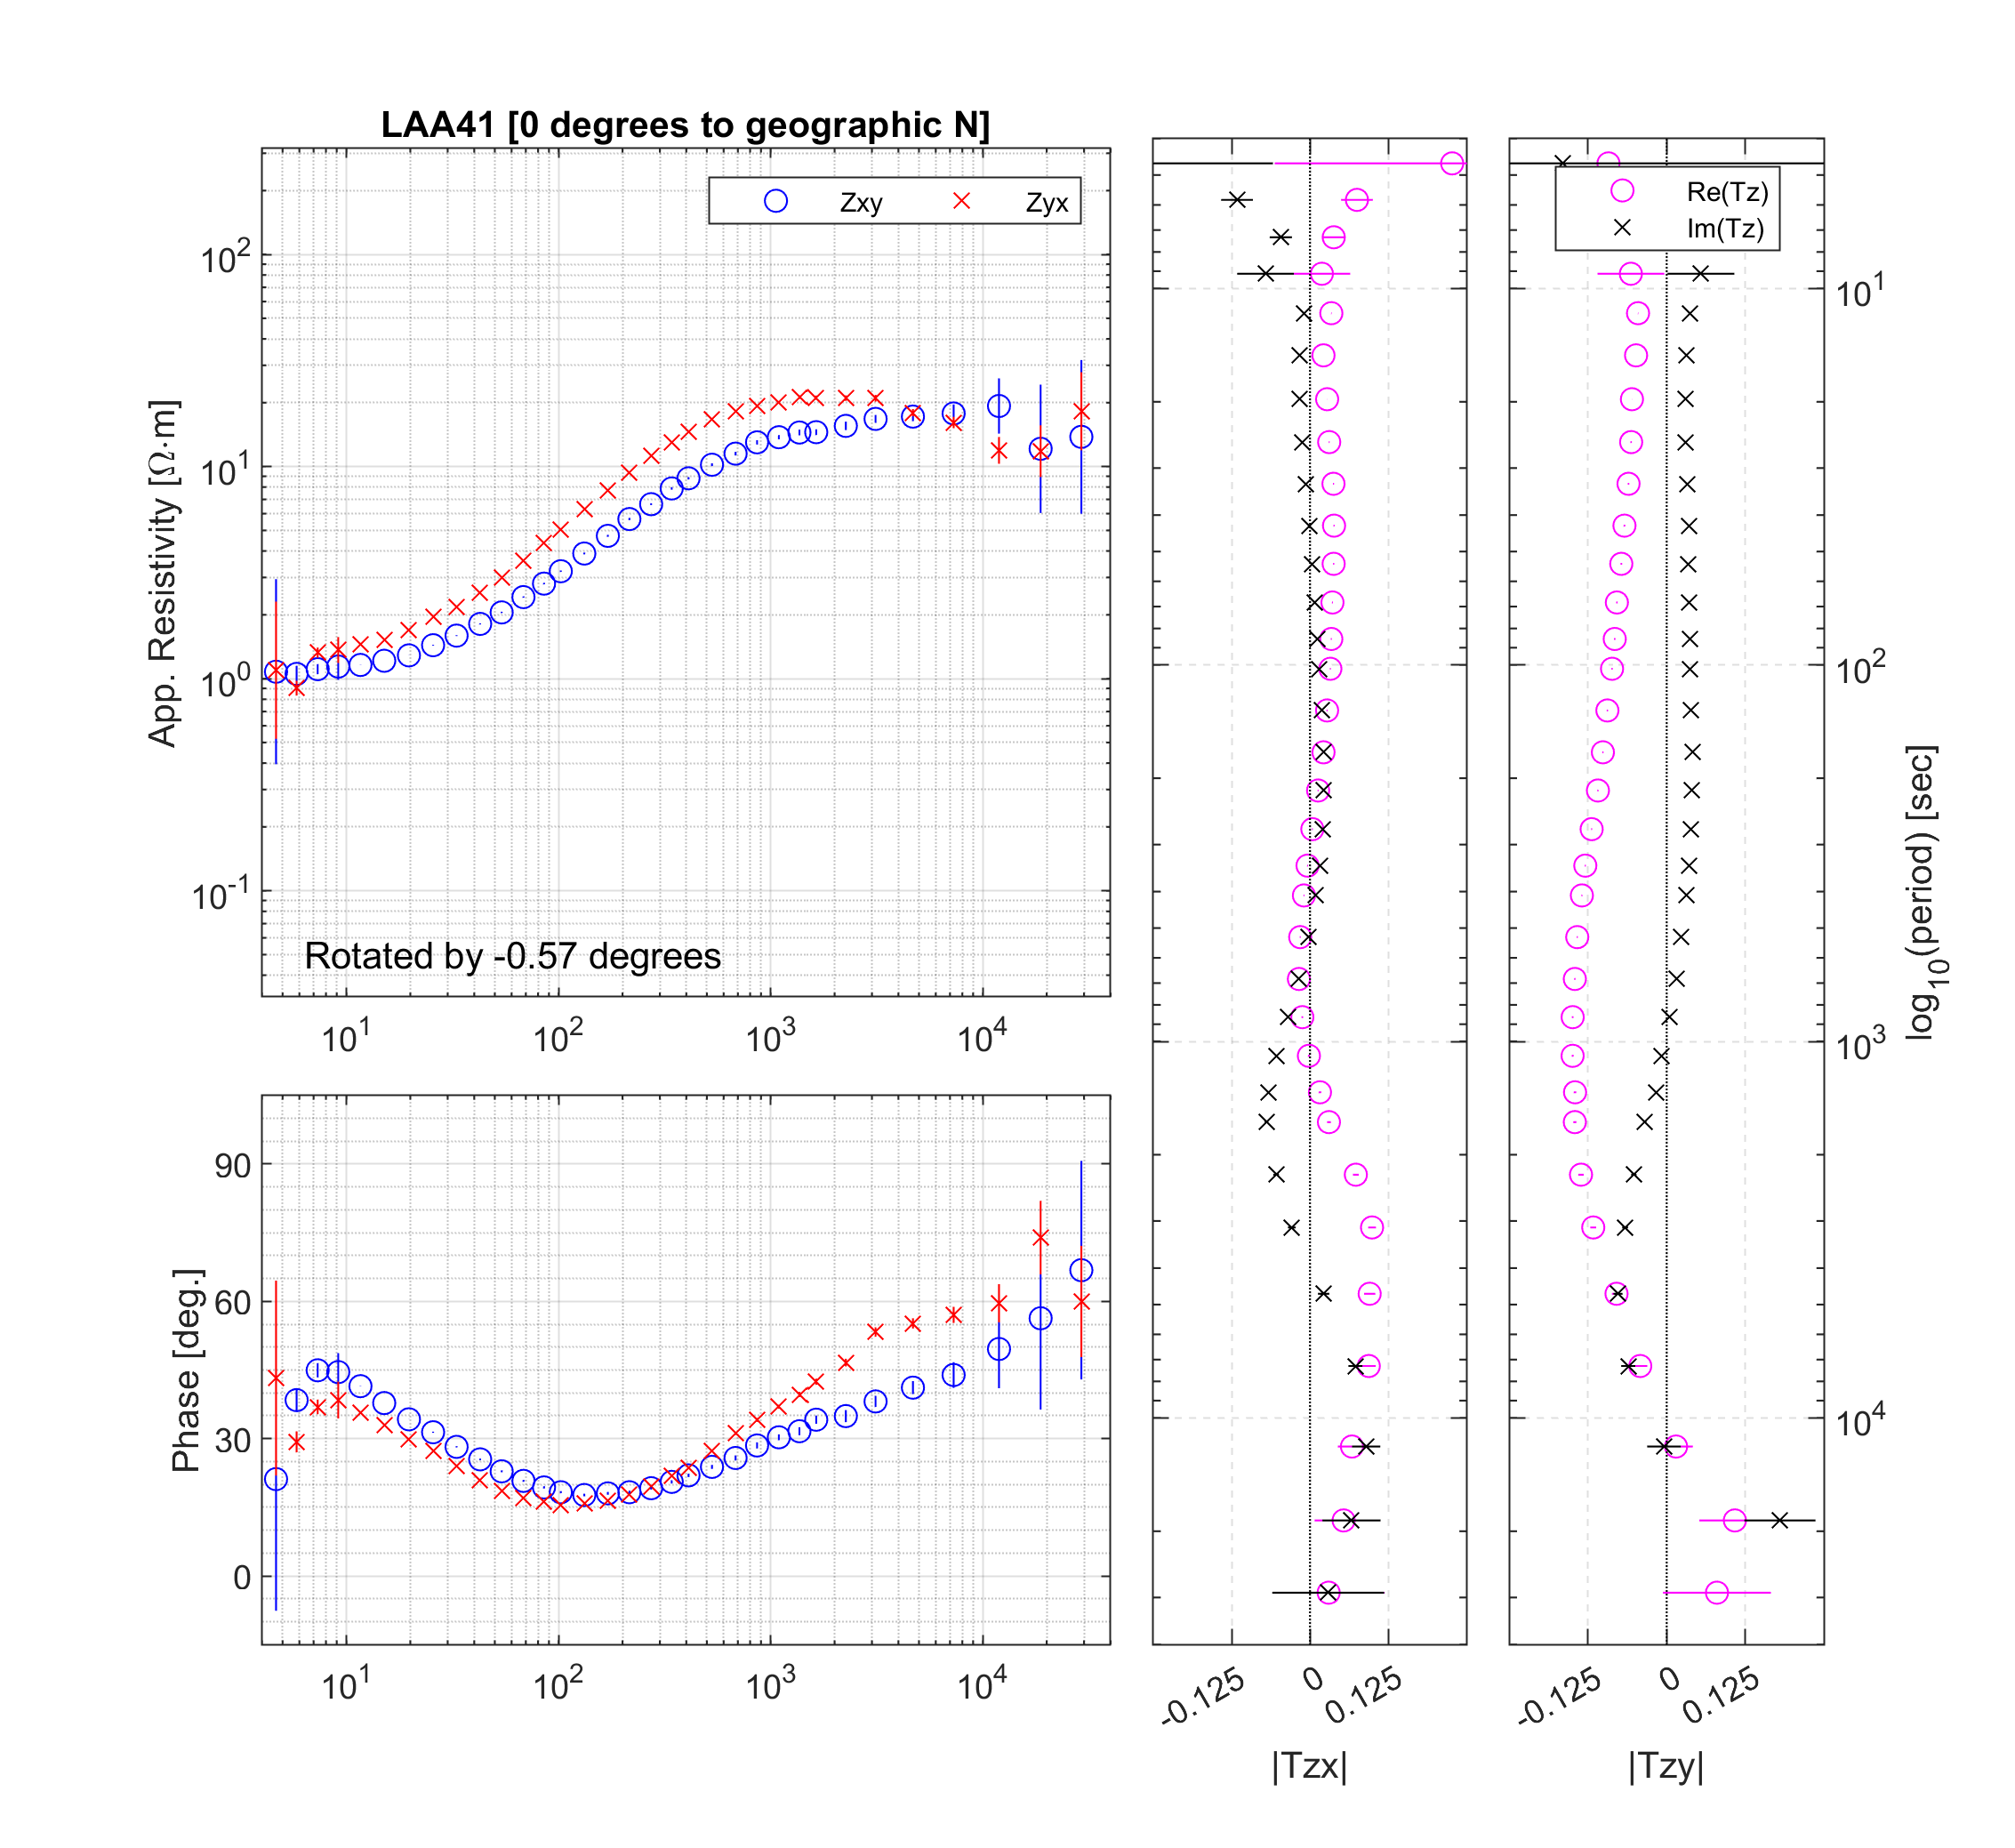 LAA41 [0 degrees to geographic N]
Zxy Zyx
10² 10¹ 10⁰ 10⁻¹
App. Resistivity [Ω·m]
Rotated by -0.57 degrees
10¹ 10² 10³ 10⁴
90 60 30 0
Phase [deg.]
10¹ 10² 10³ 10⁴
-0.125 0 0.125
|Tzx|
Re(Tz)
Im(Tz)
-0.125 0 0.125
|Tzy|
10¹ 10² 10³ 10⁴
log₁₀(period) [sec]